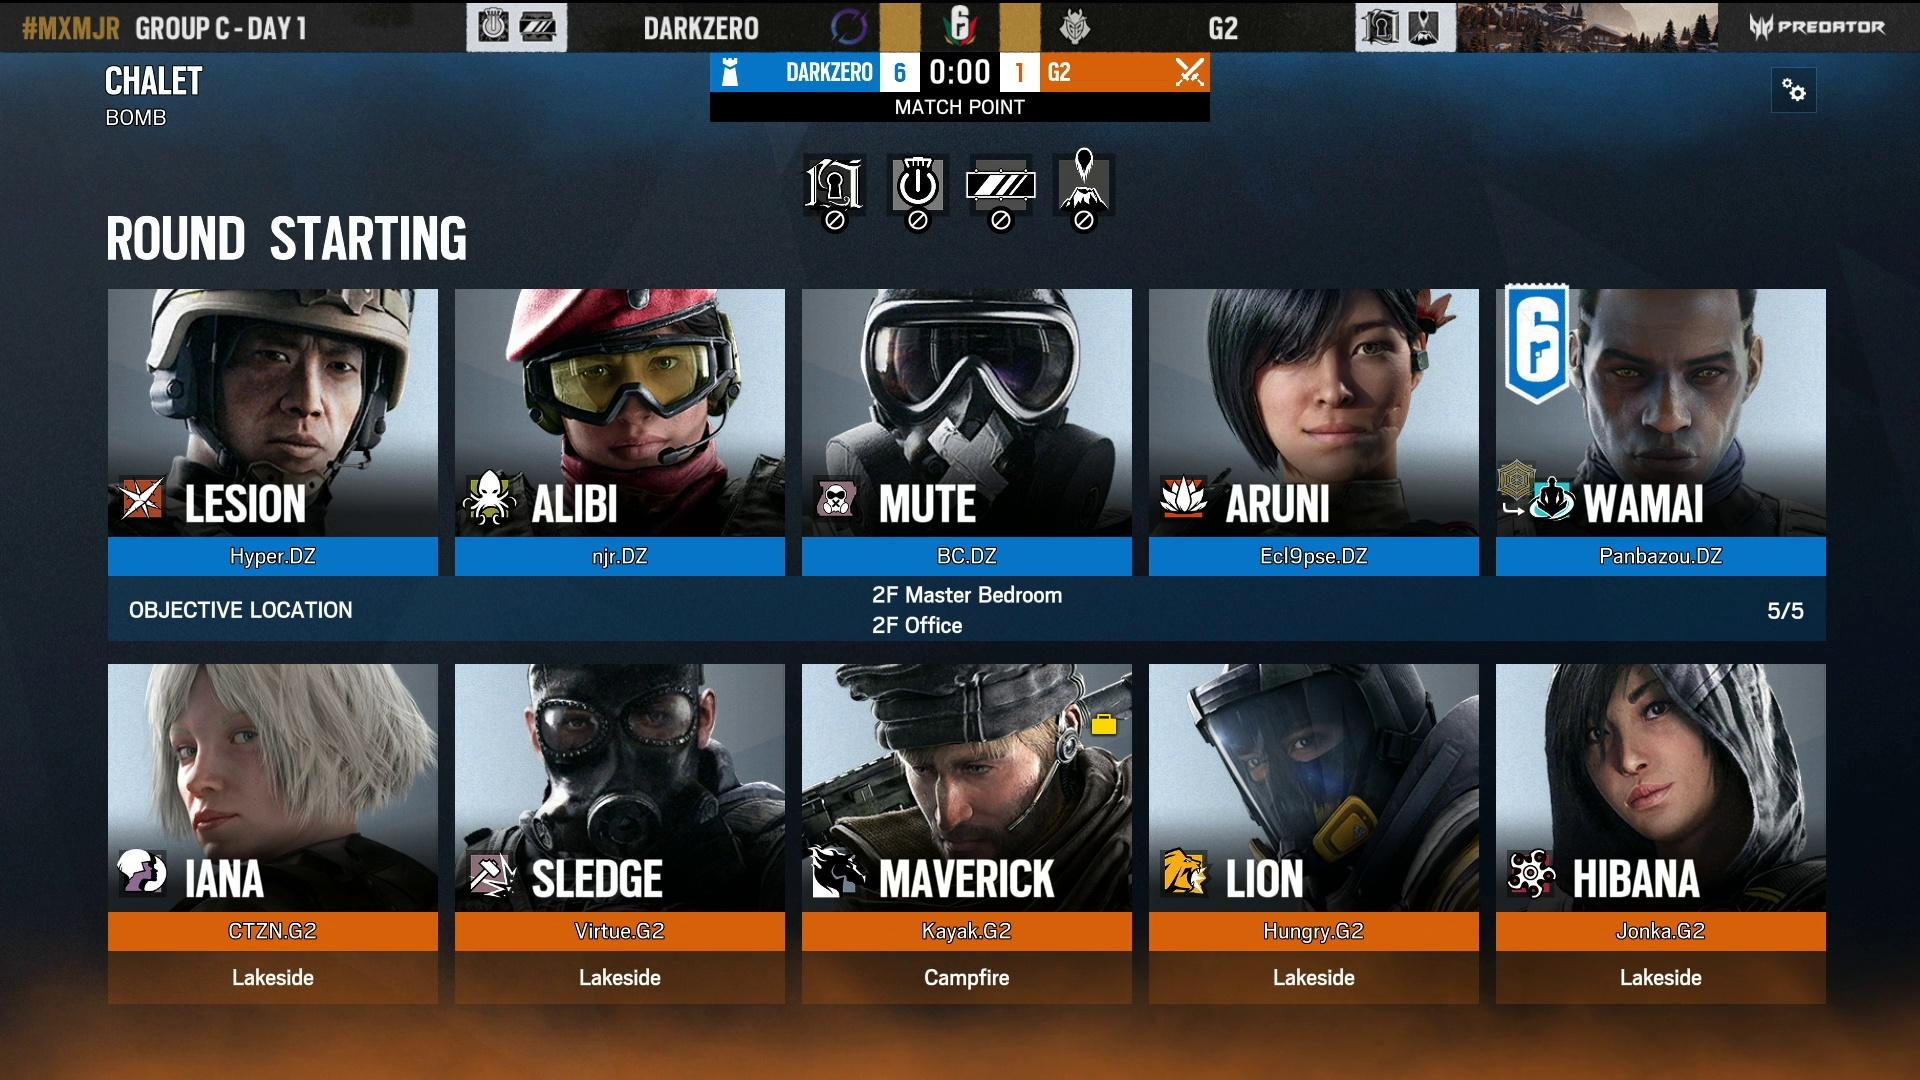 #MXMJR GROUP C - DAY 1
DARKZERO
G2
PREDATOR
CHALET
BOMB
DARKZERO 6 0:00 1 G2
MATCH POINT
ROUND STARTING
LESION
ALIBI
MUTE
ARUNI
WAMAI
Hyper.DZ
njr.DZ
BC.DZ
Ecl9pse.DZ
Panbazou.DZ
OBJECTIVE LOCATION
2F Master Bedroom
2F Office
5/5
IANA
SLEDGE
MAVERICK
LION
HIBANA
CTZN.G2
Virtue.G2
Kayak.G2
Hungry.G2
Jonka.G2
Lakeside
Lakeside
Campfire
Lakeside
Lakeside